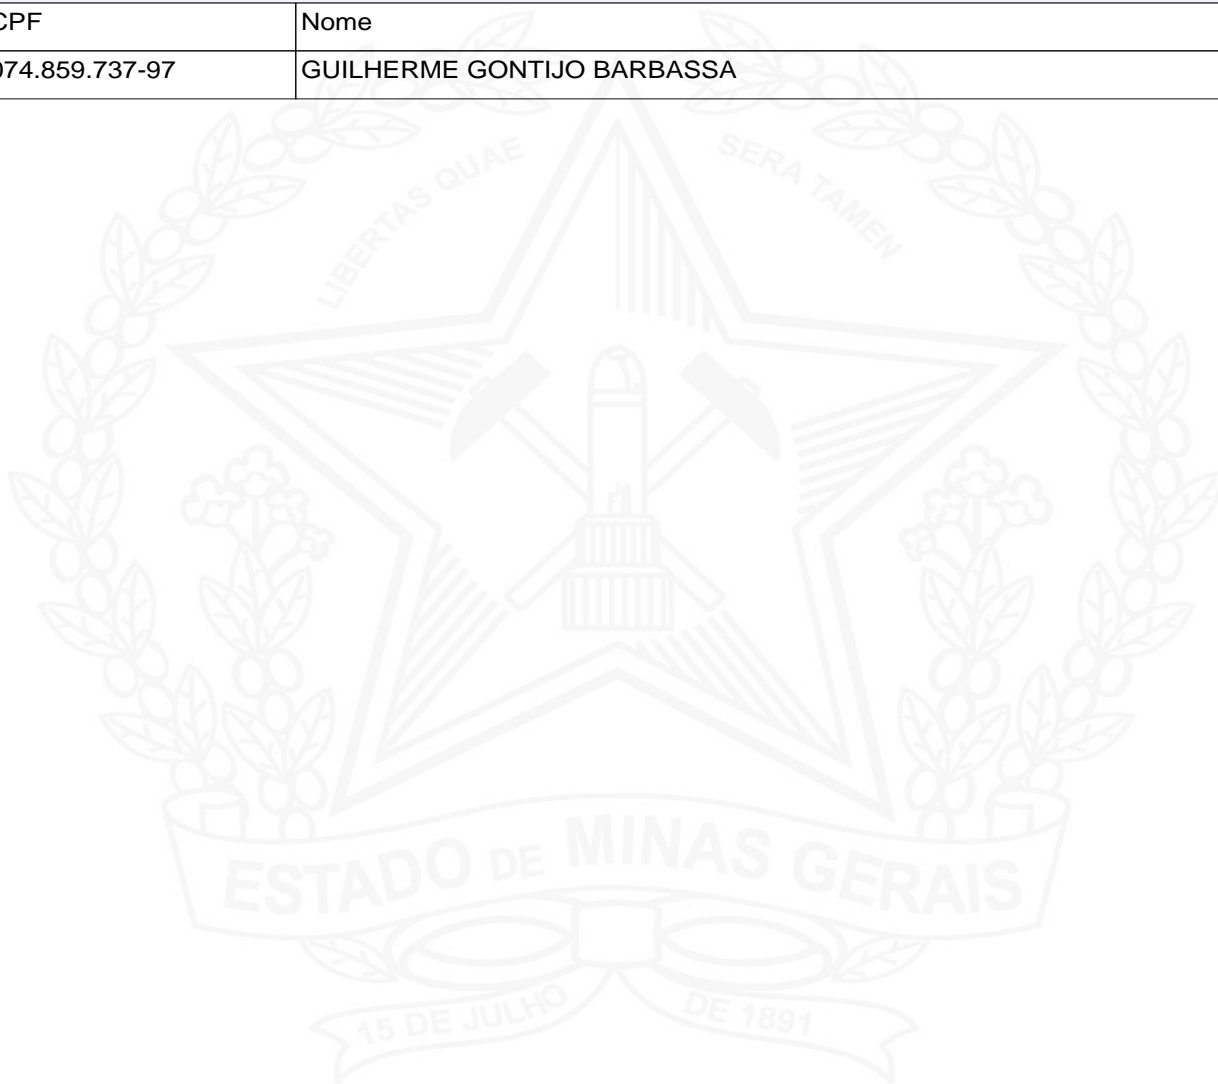 CPF Nome
074.859.737-97 GUILHERME GONTIJO BARBASSA
LIBERTAS QUAE SERA TAMEN
ESTADO DE MINAS GERAIS
15 DE JULHO DE 1891